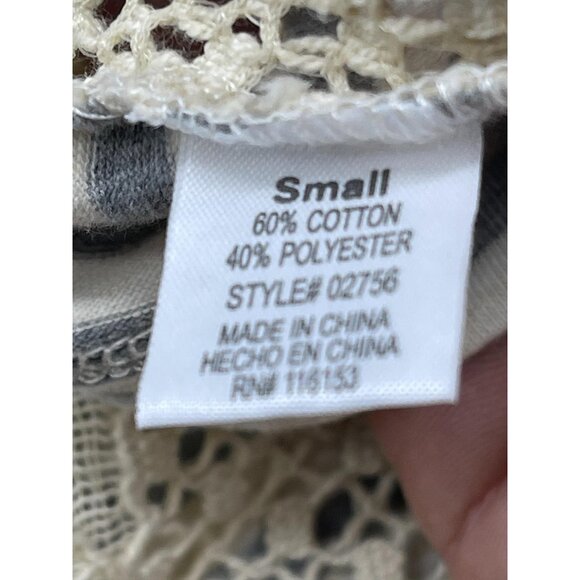 Small
60% COTTON
40% POLYESTER
STYLE# 02756
MADE IN CHINA
HECHO EN CHINA
RN# 116153